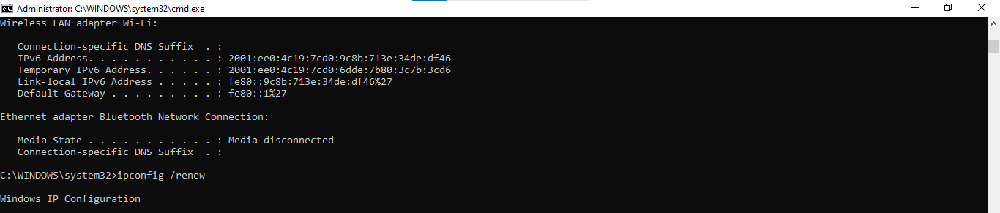 Administrator: C:\WINDOWS\system32\cmd.exe
Wireless LAN adapter Wi-Fi:
Connection-specific DNS Suffix  . :
IPv6 Address. . . . . . . . . . . : 2001:ee0:4c19:7cd0:9c8b:713e:34de:df46
Temporary IPv6 Address. . . . . . : 2001:ee0:4c19:7cd0:6dde:7b80:3c7b:3cd6
Link-local IPv6 Address . . . . . : fe80::9c8b:713e:34de:df46%27
Default Gateway . . . . . . . . . : fe80::1%27
Ethernet adapter Bluetooth Network Connection:
Media State . . . . . . . . . . . : Media disconnected
Connection-specific DNS Suffix  . :
C:\WINDOWS\system32>ipconfig /renew
Windows IP Configuration